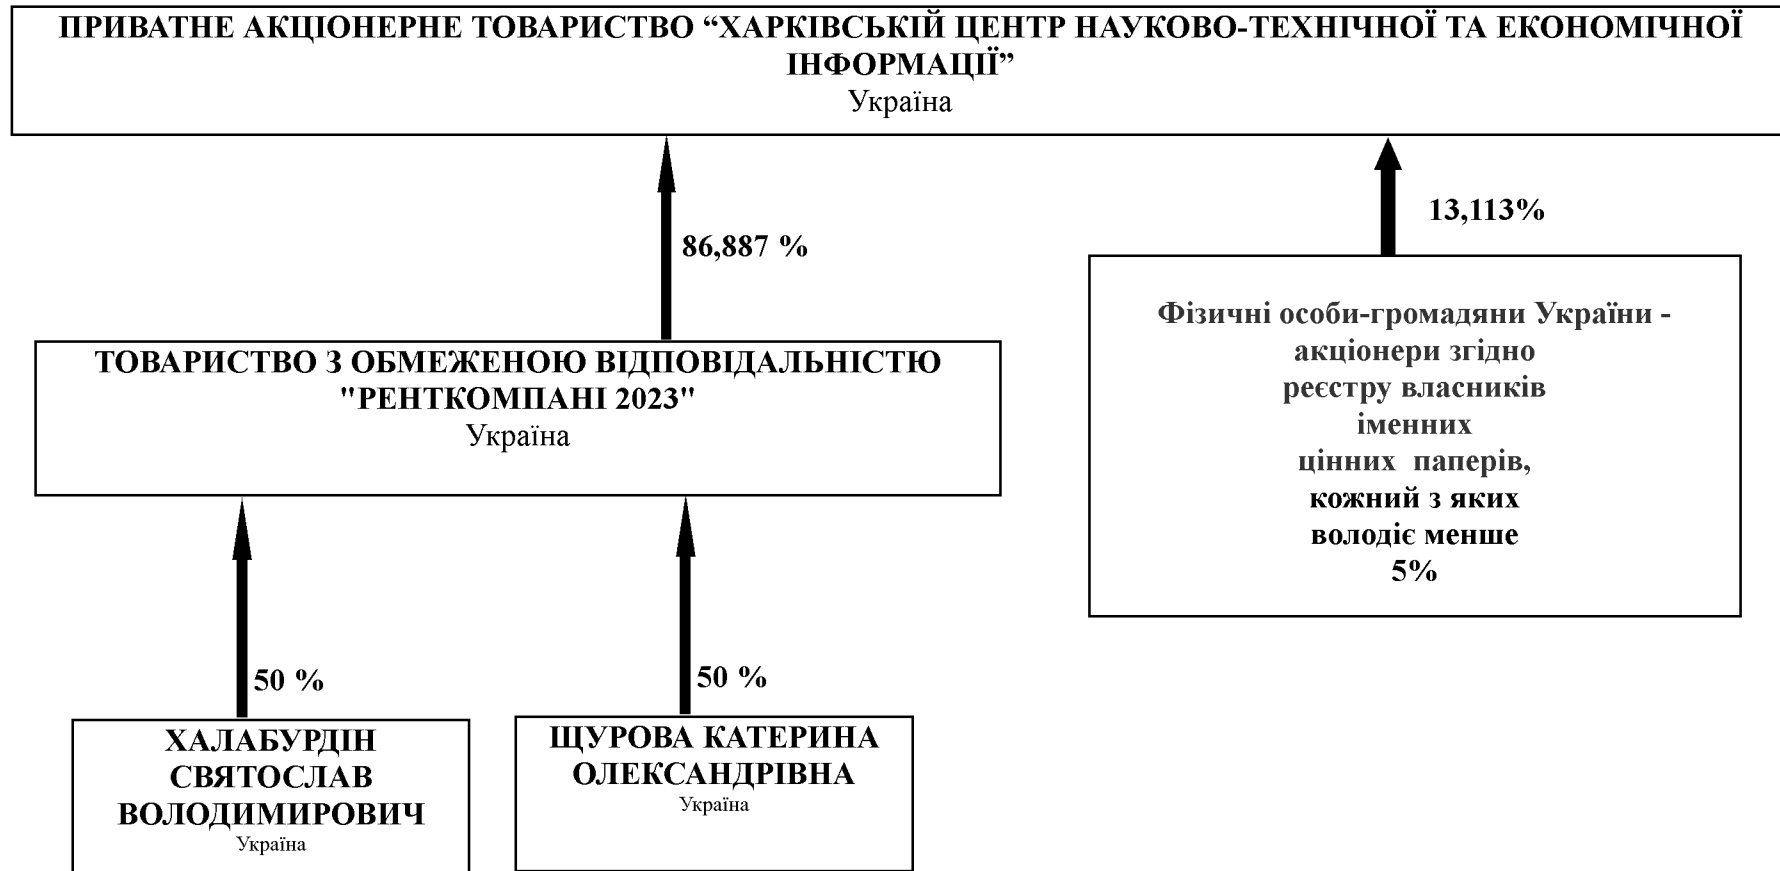 ПРИВАТНЕ АКЦІОНЕРНЕ ТОВАРИСТВО “ХАРКІВСЬКІЙ ЦЕНТР НАУКОВО-ТЕХНІЧНОЇ ТА ЕКОНОМІЧНОЇ
ІНФОРМАЦІЇ”
Україна
13,113%
86,887 %
Фізичні особи-громадяни України -
акціонери згідно
реєстру власників
іменних
цінних паперів,
кожний з яких
володіє менше
5%
ТОВАРИСТВО З ОБМЕЖЕНОЮ ВІДПОВІДАЛЬНІСТЮ
"РЕНТКОМПАНІ 2023"
Україна
50 %
50 %
ХАЛАБУРДІН
СВЯТОСЛАВ
ВОЛОДИМИРОВИЧ
Україна
ЩУРОВА КАТЕРИНА
ОЛЕКСАНДРІВНА
Україна